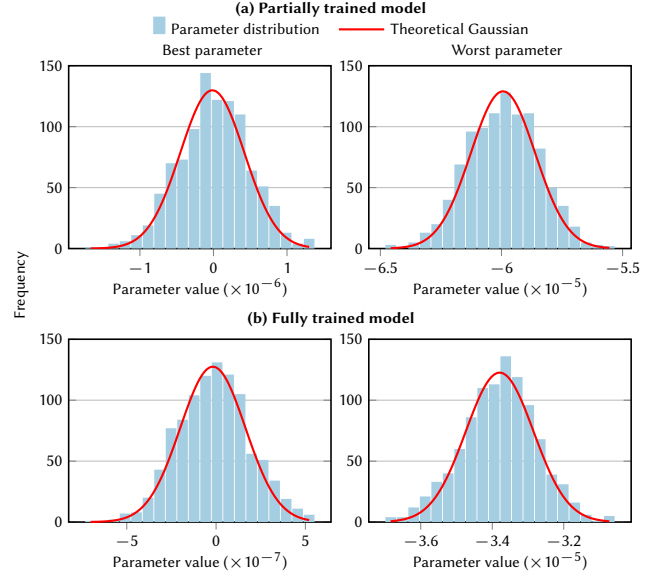 (a) Partially trained model
Parameter distribution Theoretical Gaussian
Best parameter Worst parameter
150 150
100 100
50 50
0 0
−1 0 1 −6.5 −6 −5.5
Parameter value (×10⁻⁶) Parameter value (×10⁻⁵)
Frequency
(b) Fully trained model
150 150
100 100
50 50
0 0
−5 0 5 −3.6 −3.4 −3.2
Parameter value (×10⁻⁷) Parameter value (×10⁻⁵)